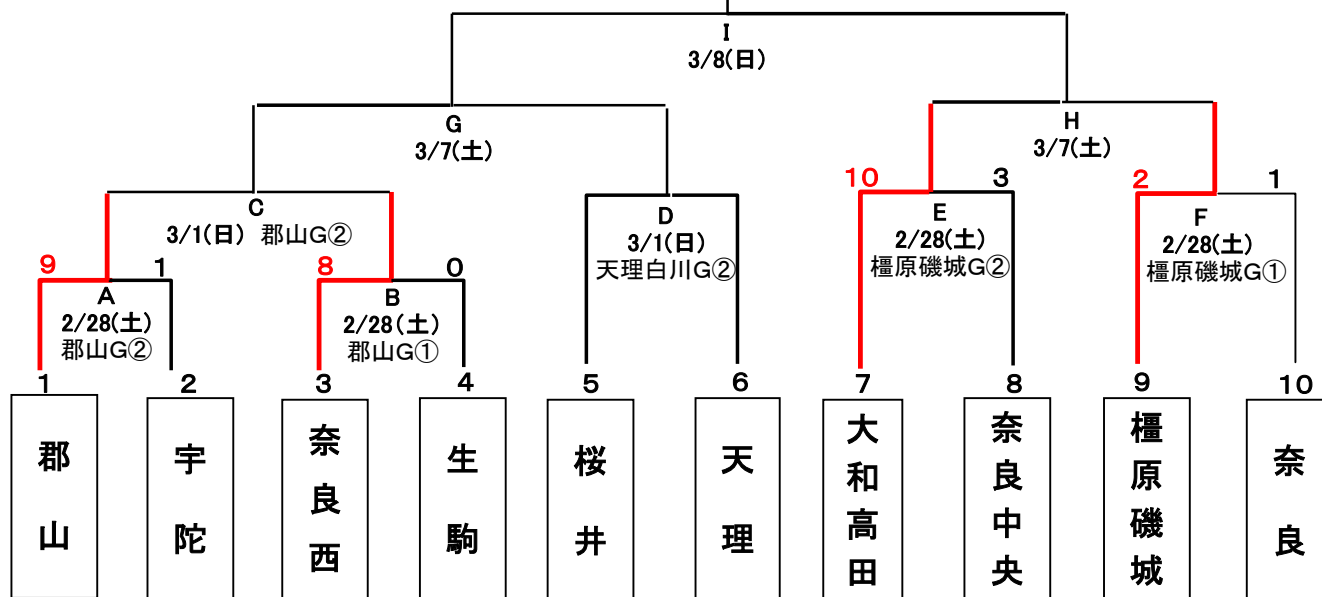 I
3/8(日)
G
3/7(土)
H
3/7(土)
10
3
2
1
C
3/1(日) 郡山G②
D
3/1(日)
天理白川G②
E
2/28(土)
橿原磯城G②
F
2/28(土)
橿原磯城G①
9
1
8
0
A
2/28(土)
郡山G②
B
2/28(土)
郡山G①
1
2
3
4
5
6
7
8
9
10
郡山
宇陀
奈良西
生駒
桜井
天理
大和高田
奈良中央
橿原磯城
奈良